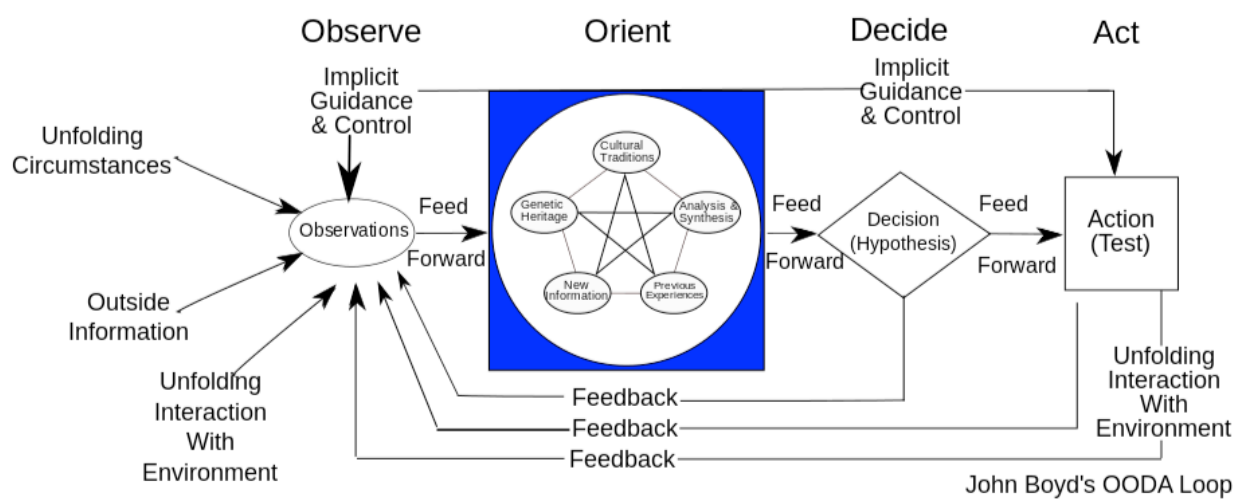 Observe
Orient
Decide
Act
Implicit
Guidance
& Control
Implicit
Guidance
& Control
Unfolding
Circumstances
Observations
Outside
Information
Unfolding
Interaction
With
Environment
Feed
Forward
Cultural
Traditions
Genetic
Heritage
Analysis &
Synthesis
New
Information
Previous
Experiences
Feed
Forward
Decision
(Hypothesis)
Feed
Forward
Action
(Test)
Unfolding
Interaction
With
Environment
Feedback
Feedback
Feedback
John Boyd's OODA Loop